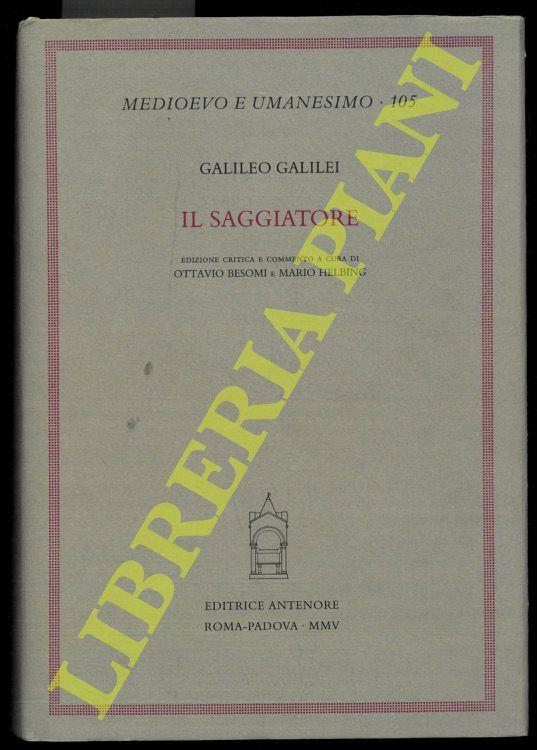 MEDIOEVO E UMANESIMO · 105
GALILEO GALILEI
IL SAGGIATORE
EDIZIONE CRITICA E COMMENTO A CURA DI
OTTAVIO BESOMI E MARIO HELBING
EDITRICE ANTENORE
ROMA-PADOVA · MMV
LIBRERIA PIANI